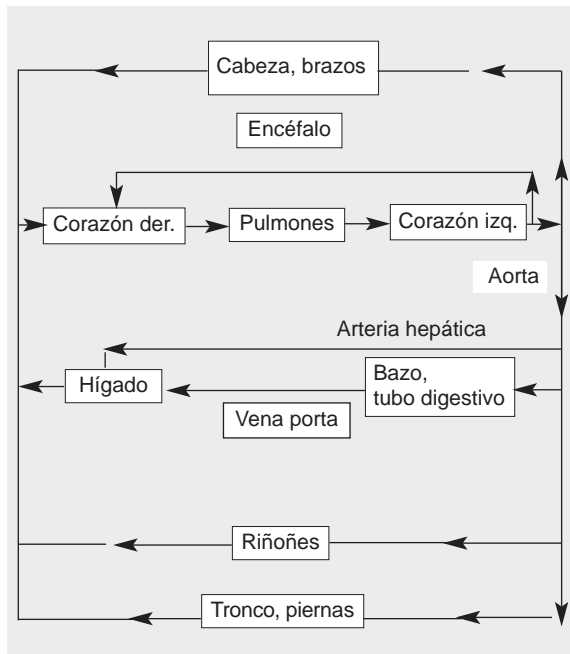 Cabeza, brazos
Encéfalo
Corazón der.
Pulmones
Corazón izq.
Aorta
Arteria hepática
Hígado
Bazo,
tubo digestivo
Vena porta
Riñoñes
Tronco, piernas